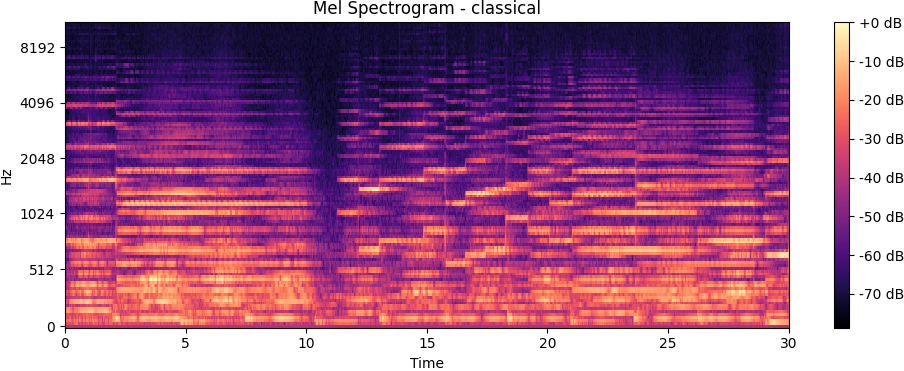 Mel Spectrogram - classical
Hz
8192
4096
2048
1024
512
0
0 5 10 15 20 25 30
Time
+0 dB
-10 dB
-20 dB
-30 dB
-40 dB
-50 dB
-60 dB
-70 dB